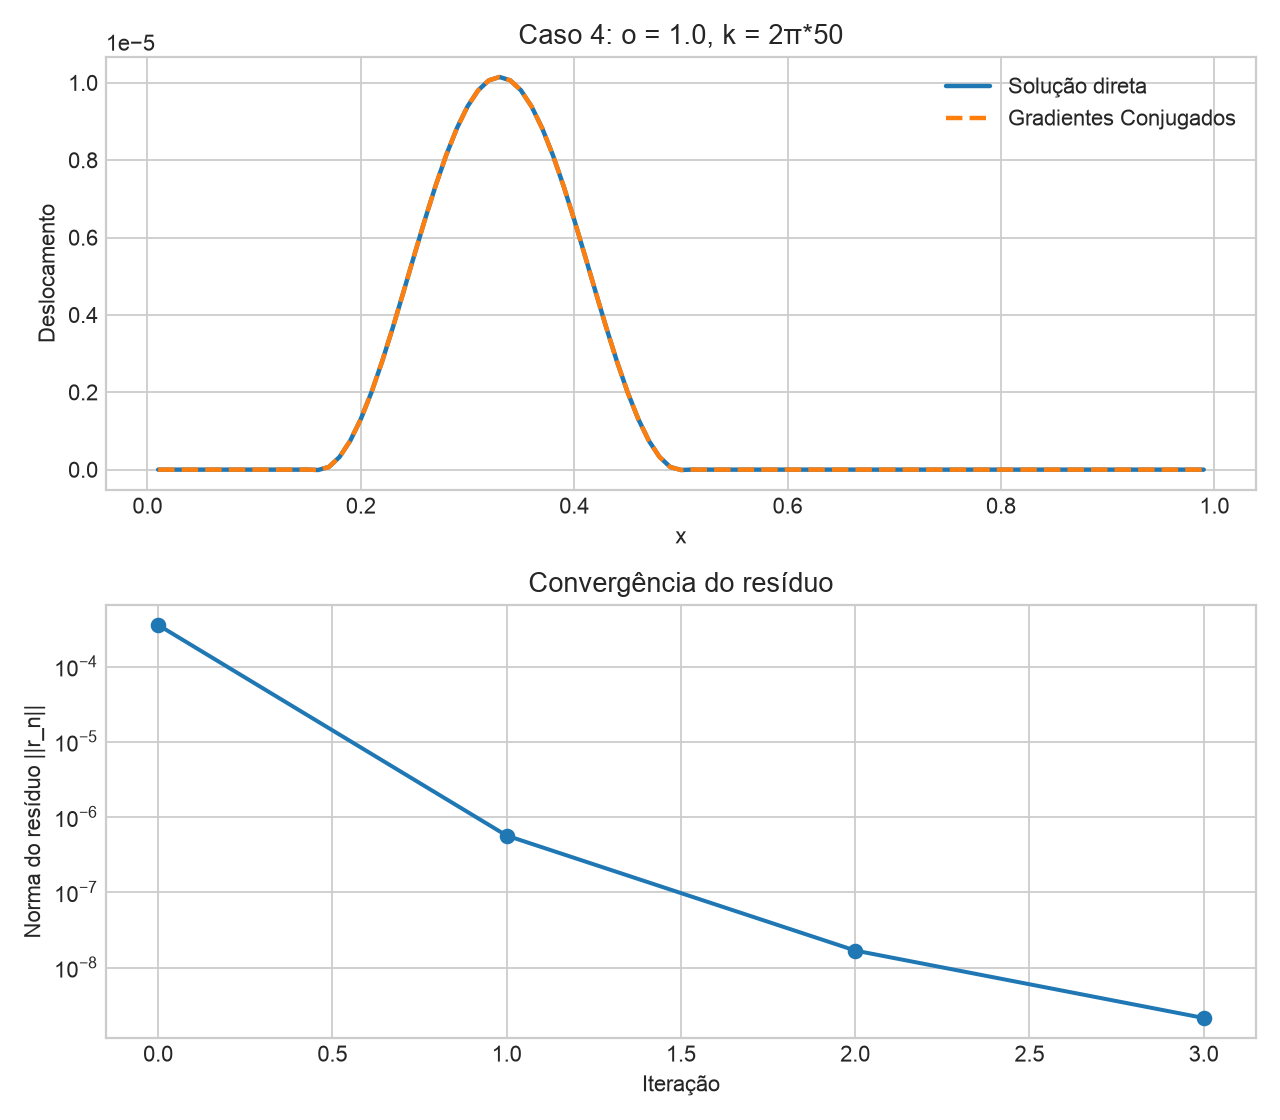 Caso 4: o = 1.0, k = 2π*50
1e−5
1.0
0.8
0.6
0.4
0.2
0.0
Deslocamento
Solução direta
Gradientes Conjugados
0.0 0.2 0.4 0.6 0.8 1.0
x
Convergência do resíduo
10⁻⁴
10⁻⁵
10⁻⁶
10⁻⁷
10⁻⁸
Norma do resíduo ||r_n||
0.0 0.5 1.0 1.5 2.0 2.5 3.0
Iteração